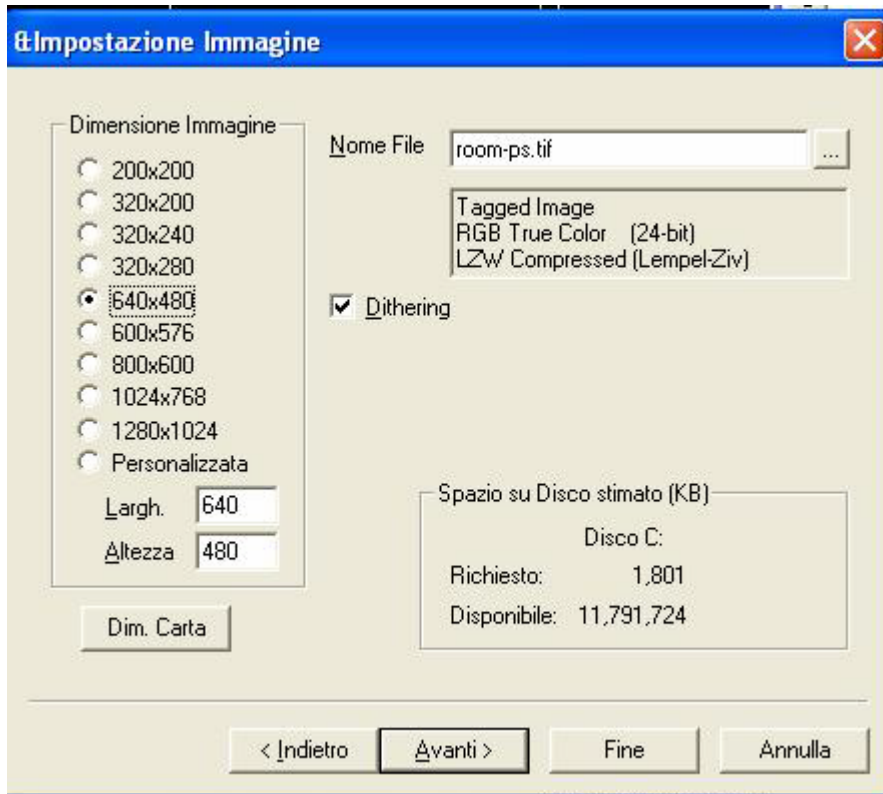 &Impostazione Immagine
Dimensione Immagine
200x200
320x200
320x240
320x280
640x480
600x576
800x600
1024x768
1280x1024
Personalizzata
Largh. 640
Altezza 480
Dim. Carta
Nome File room-ps.tif ...
Tagged Image
RGB True Color (24-bit)
LZW Compressed (Lempel-Ziv)
Dithering
Spazio su Disco stimato (KB)
Disco C:
Richiesto: 1,801
Disponibile: 11,791,724
< Indietro Avanti > Fine Annulla